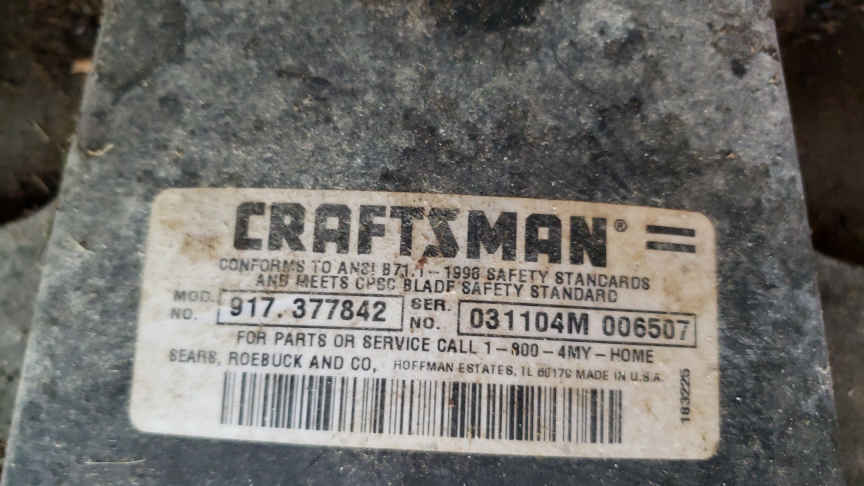 CRAFTSMAN®
CONFORMS TO ANSI B71.1-1998 SAFETY STANDARDS
AND MEETS CPSC BLADE SAFETY STANDARD
MOD. NO. 917.377842 SER. NO. 031104M 006507
FOR PARTS OR SERVICE CALL 1-800-4MY-HOME
SEARS, ROEBUCK AND CO, HOFFMAN ESTATES, IL 60179 MADE IN U.S.A.
183225